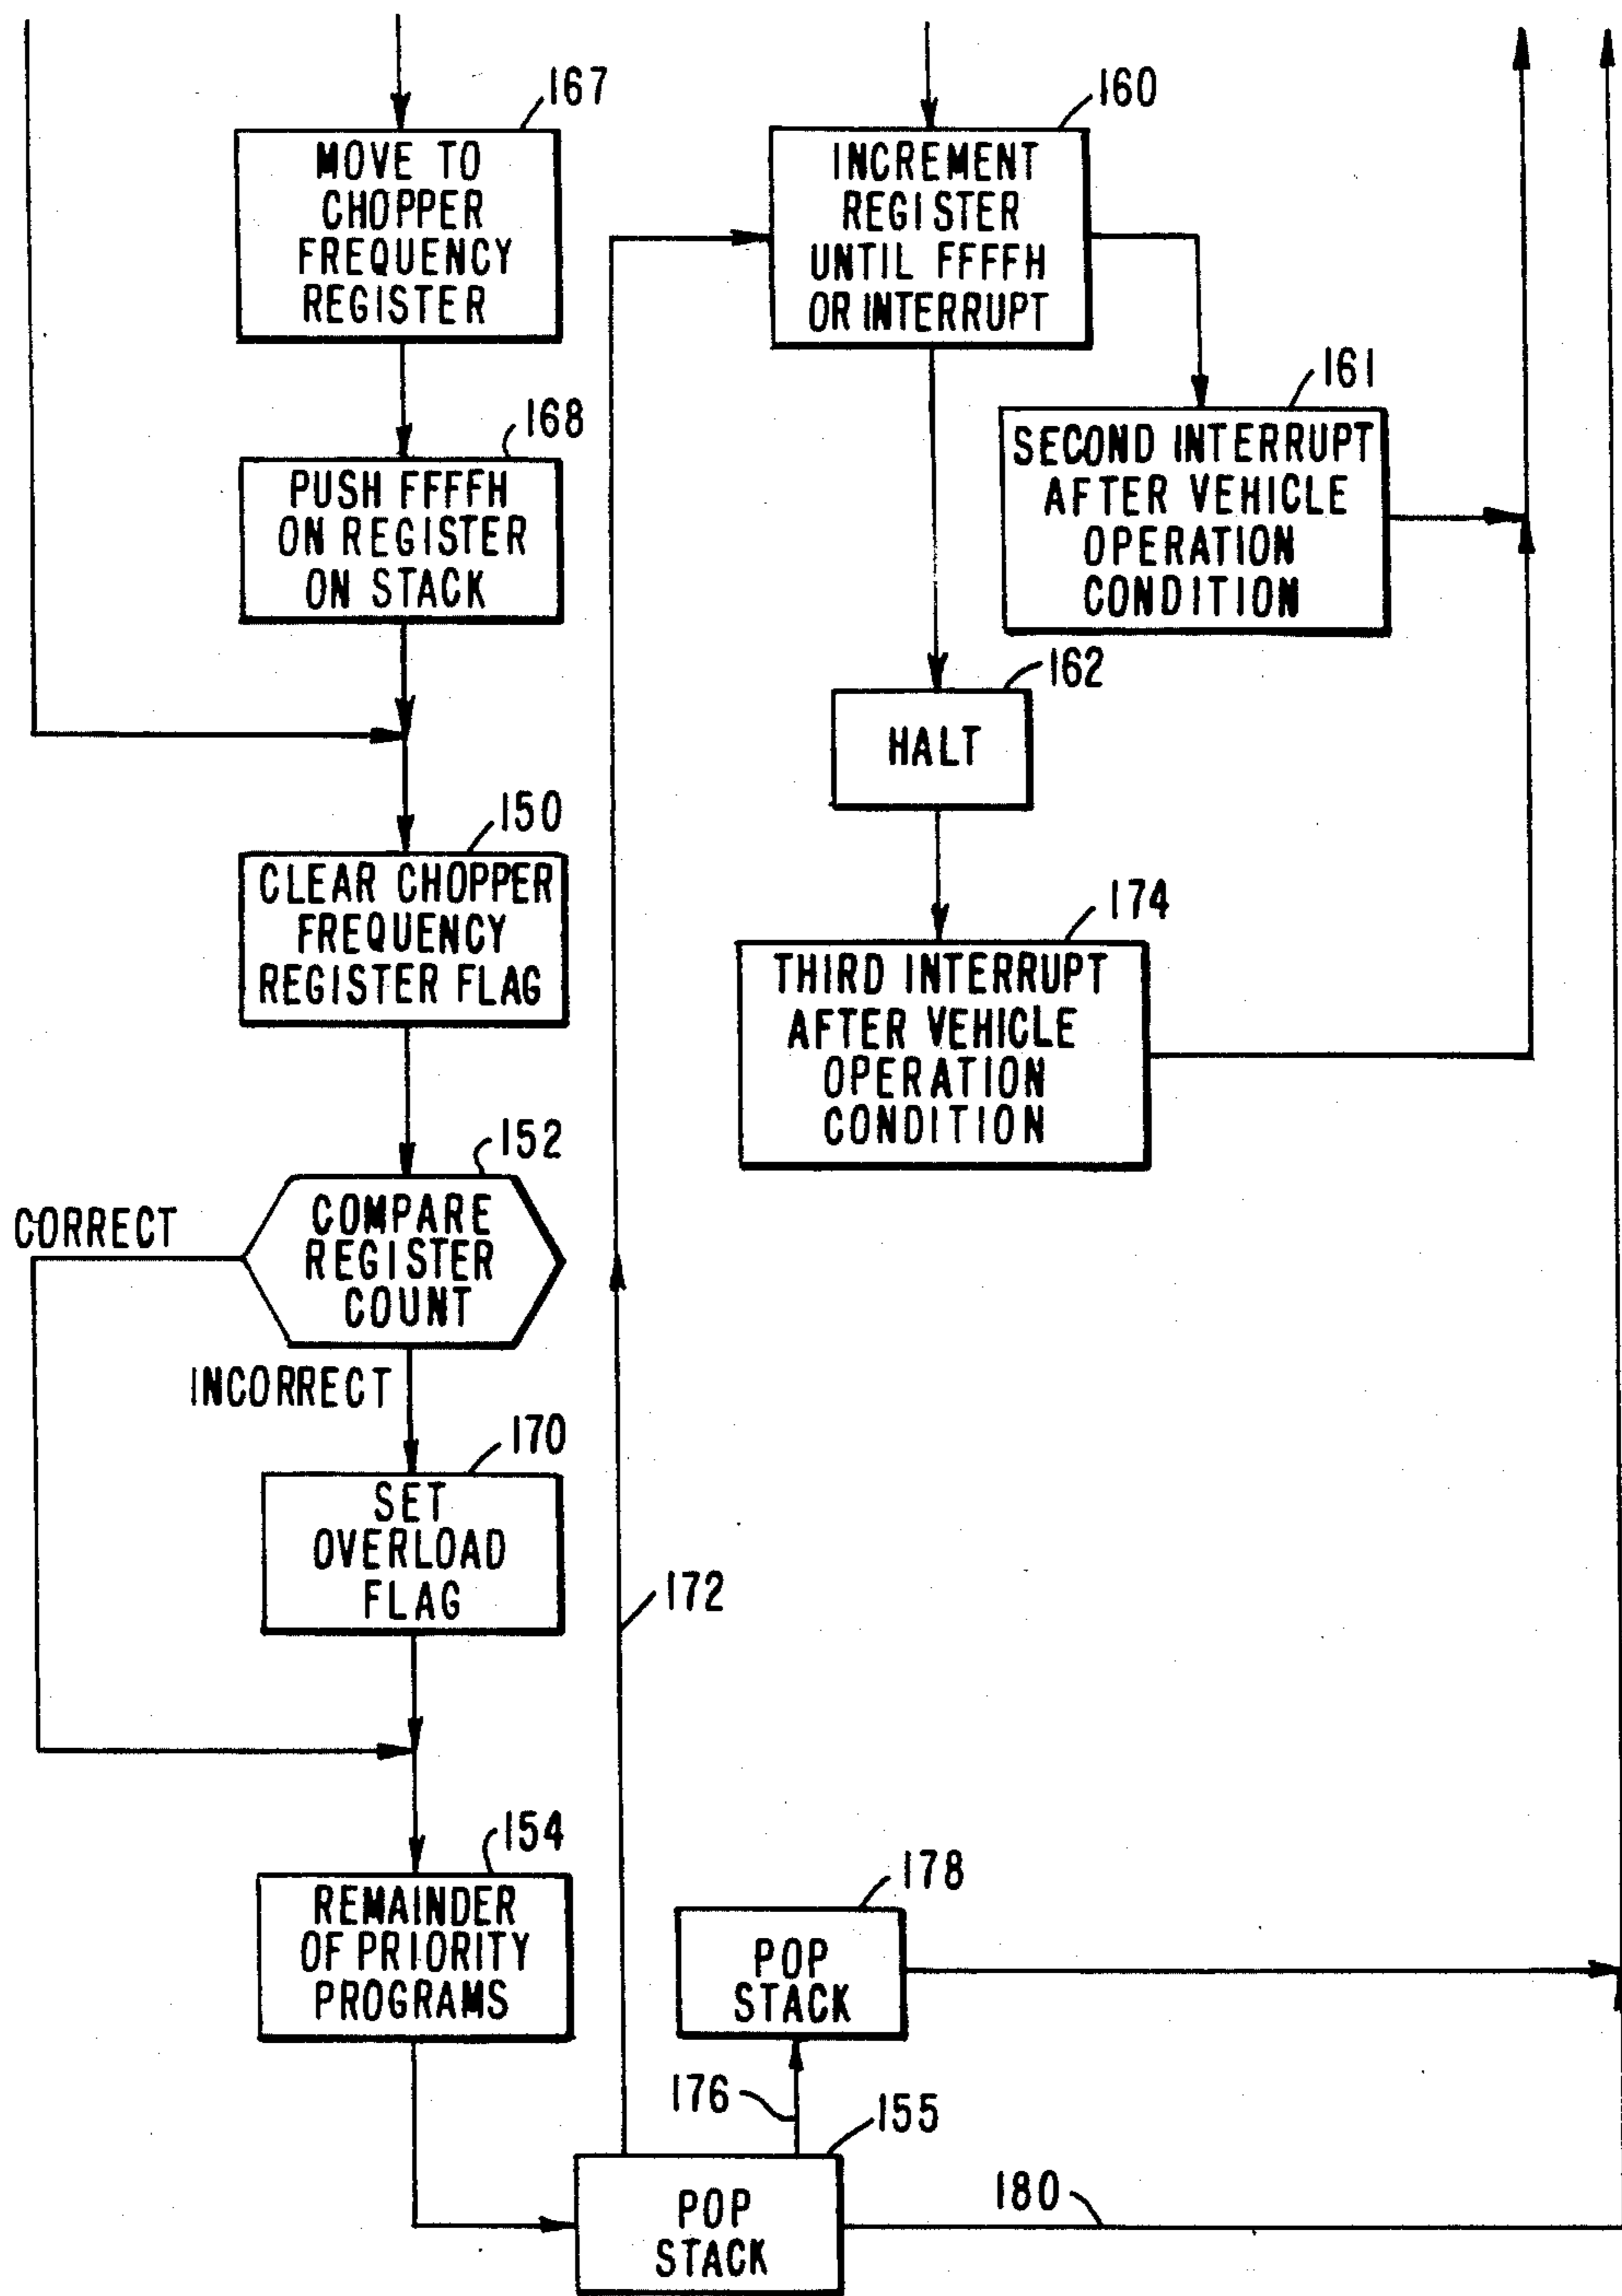 167
MOVE TO
CHOPPER
FREQUENCY
REGISTER
168
PUSH FFFFH
ON REGISTER
ON STACK
150
CLEAR CHOPPER
FREQUENCY
REGISTER FLAG
152
COMPARE
REGISTER
COUNT
CORRECT
INCORRECT
170
SET
OVERLOAD
FLAG
154
REMAINDER
OF PRIORITY
PROGRAMS
155
POP
STACK
172
176
178
POP
STACK
180
160
INCREMENT
REGISTER
UNTIL FFFFH
OR INTERRUPT
161
SECOND INTERRUPT
AFTER VEHICLE
OPERATION
CONDITION
162
HALT
174
THIRD INTERRUPT
AFTER VEHICLE
OPERATION
CONDITION